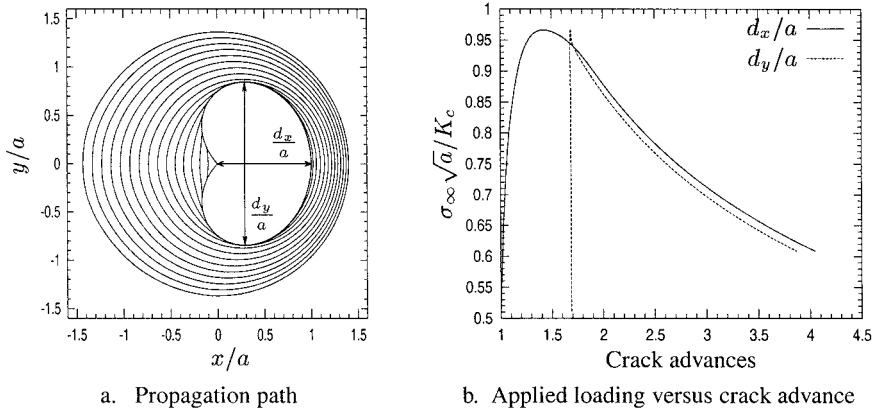 1.5
1
0.5
0
-0.5
-1
-1.5
y/a
d_x/a
d_y/a
-1.5 -1 -0.5 0 0.5 1 1.5
x/a
a. Propagation path
1
0.95
0.9
0.85
0.8
0.75
0.7
0.65
0.6
0.55
0.5
σ∞√a/K_c
d_x/a
d_y/a
1 1.5 2 2.5 3 3.5 4 4.5
Crack advances
b. Applied loading versus crack advance